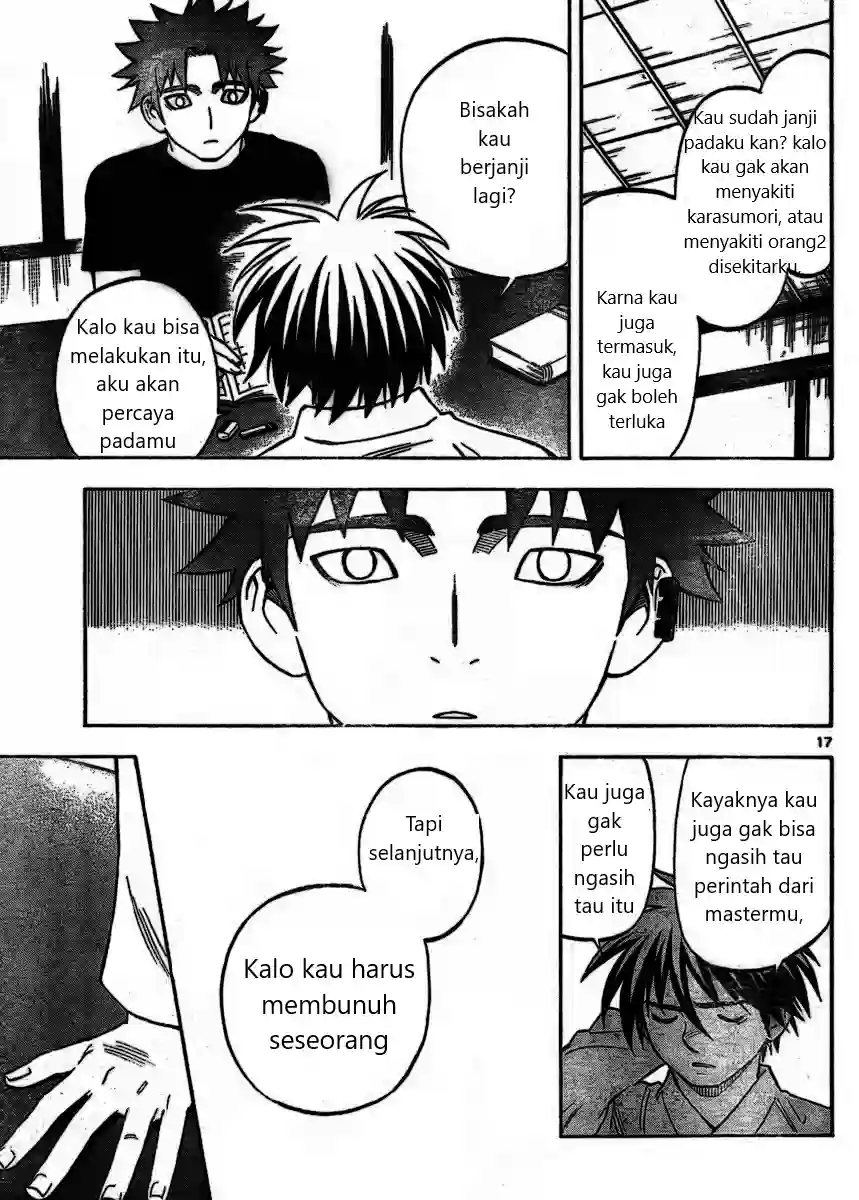 Kau sudah janji
padaku kan? kalo
kau gak akan
menyakiti
karasumori, atau
menyakiti orang2
disekitarku
Karna kau
juga
termasuk,
kau juga
gak boleh
terluka
Bisakah
kau
berjanji
lagi?
Kalo kau bisa
melakukan itu,
aku akan
percaya
padamu
17
Kayaknya kau
juga gak bisa
ngasih tau
perintah dari
mastermu,
Kau juga
gak
perlu
ngasih
tau itu
Tapi
selanjutnya,
Kalo kau harus
membunuh
seseorang